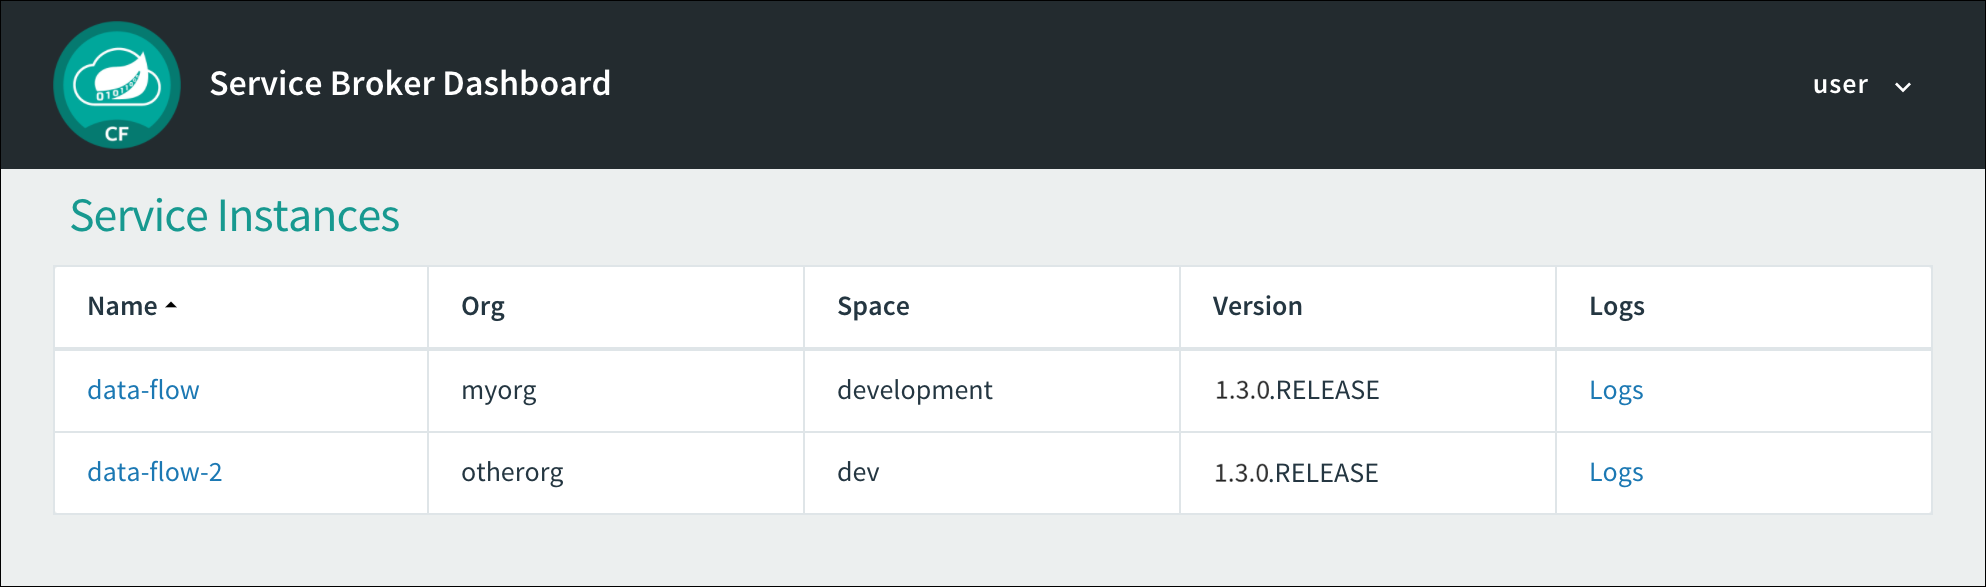 Service Broker Dashboard
user
CF
Service Instances
Name Org Space Version Logs
data-flow myorg development 1.3.0.RELEASE Logs
data-flow-2 otherorg dev 1.3.0.RELEASE Logs